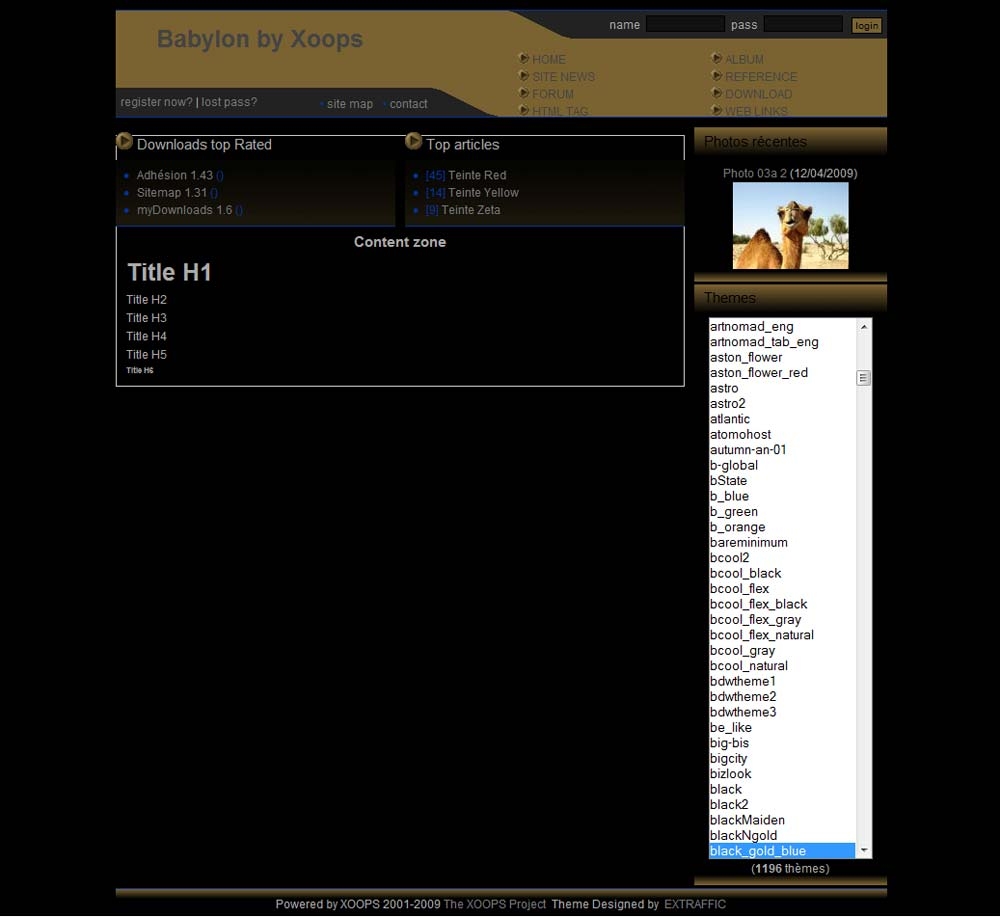 Babylon by Xoops
name pass login
HOME ALBUM
SITE NEWS REFERENCE
FORUM DOWNLOAD
HTML TAG WEB LINKS
register now? | lost pass? • site map • contact
Downloads top Rated
• Adhésion 1.43 ()
• Sitemap 1.31 ()
• myDownloads 1.6 ()
Top articles
• [45] Teinte Red
• [14] Teinte Yellow
• [9] Teinte Zeta
Content zone
Title H1
Title H2
Title H3
Title H4
Title H5
Title H6
Photos récentes
Photo 03a 2 (12/04/2009)
Themes
artnomad_eng
artnomad_tab_eng
aston_flower
aston_flower_red
astro
astro2
atlantic
atomohost
autumn-an-01
b-global
bState
b_blue
b_green
b_orange
bareminimum
bcool2
bcool_black
bcool_flex
bcool_flex_black
bcool_flex_gray
bcool_flex_natural
bcool_gray
bcool_natural
bdwtheme1
bdwtheme2
bdwtheme3
be_like
big-bis
bigcity
bizlook
black
black2
blackMaiden
blackNgold
black_gold_blue
(1196 thèmes)
Powered by XOOPS 2001-2009 The XOOPS Project Theme Designed by EXTRAFFIC